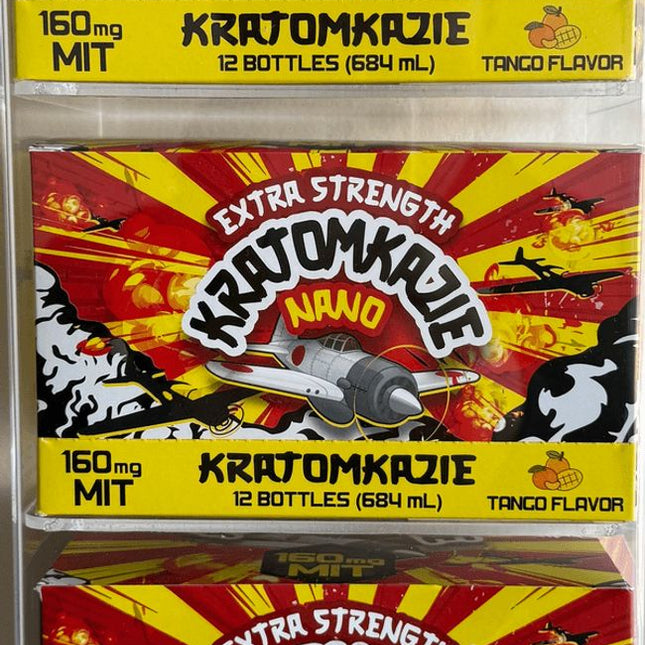 160mg
MIT
KRATOMKAZIE
12 BOTTLES (684 mL)
TANGO FLAVOR
EXTRA STRENGTH
KRATOMKAZIE
NANO
160mg
MIT
KRATOMKAZIE
12 BOTTLES (684 mL)
TANGO FLAVOR
160mg
MIT
EXTRA STRENGTH